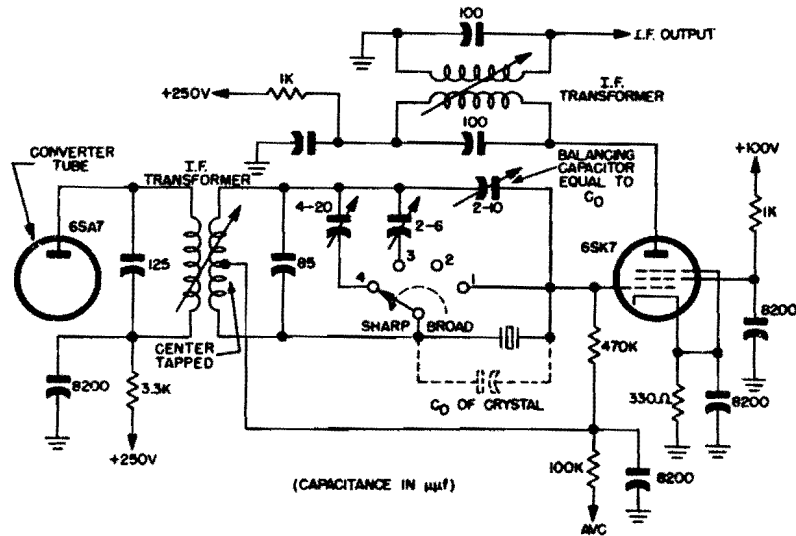 100
I.F. OUTPUT
1K
+250V
I.F.
TRANSFORMER
100
CONVERTER
TUBE
I.F.
TRANSFORMER
BALANCING
CAPACITOR
EQUAL TO
C₀
+100V
1K
6SA7
4-20
2-6
2-10
6SK7
125
85
3
2
4
1
SHARP
BROAD
CENTER
TAPPED
8200
3.3K
+250V
470K
8200
330Ω
8200
C₀ OF CRYSTAL
100K
8200
(CAPACITANCE IN µµf)
AVC